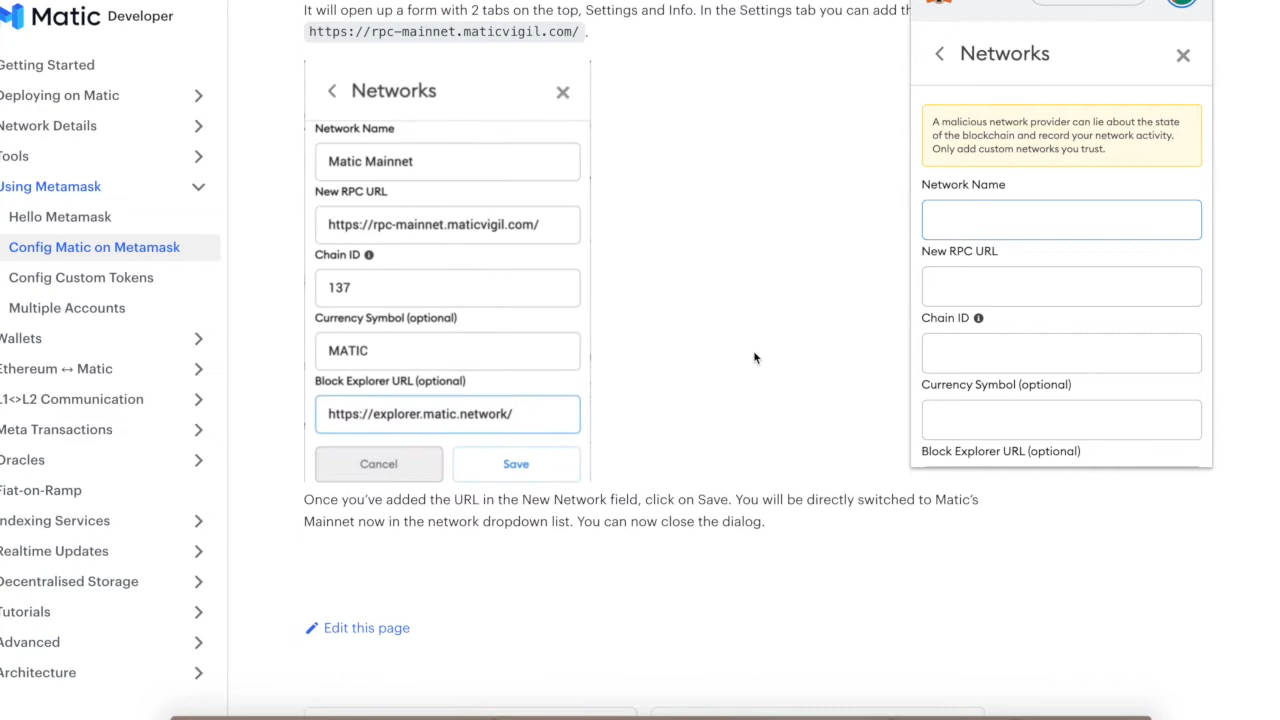 Matic Developer
Getting Started
Deploying on Matic
Network Details
Tools
Using Metamask
Hello Metamask
Config Matic on Metamask
Config Custom Tokens
Multiple Accounts
Wallets
Ethereum ↔ Matic
L1<>L2 Communication
Meta Transactions
Oracles
Fiat-on-Ramp
Indexing Services
Realtime Updates
Decentralised Storage
Tutorials
Advanced
Architecture
It will open up a form with 2 tabs on the top, Settings and Info. In the Settings tab you can add
https://rpc-mainnet.maticvigil.com/ .
Networks
Network Name
Matic Mainnet
New RPC URL
https://rpc-mainnet.maticvigil.com/
Chain ID
137
Currency Symbol (optional)
MATIC
Block Explorer URL (optional)
https://explorer.matic.network/
Cancel
Save
Once you've added the URL in the New Network field, click on Save. You will be directly switched to Matic's
Mainnet now in the network dropdown list. You can now close the dialog.
Edit this page
Networks
A malicious network provider can lie about the state
of the blockchain and record your network activity.
Only add custom networks you trust.
Network Name
New RPC URL
Chain ID
Currency Symbol (optional)
Block Explorer URL (optional)